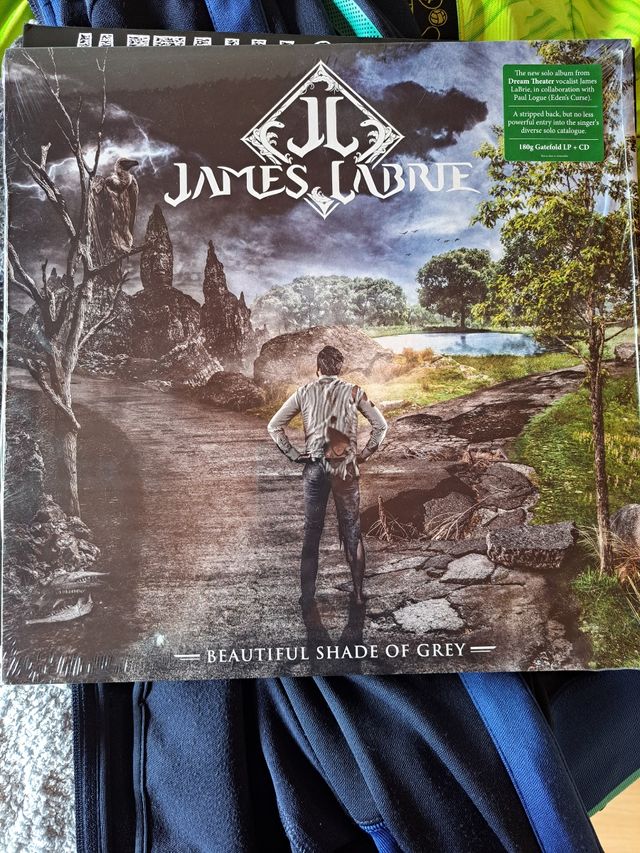 JL
JAMES LABRIE
The new solo album from
Dream Theater vocalist James
LaBrie, in collaboration with
Paul Logue (Eden's Curse).
A stripped back, but no less
powerful entry into the singer's
diverse solo catalogue.
180g Gatefold LP + CD
BEAUTIFUL SHADE OF GREY